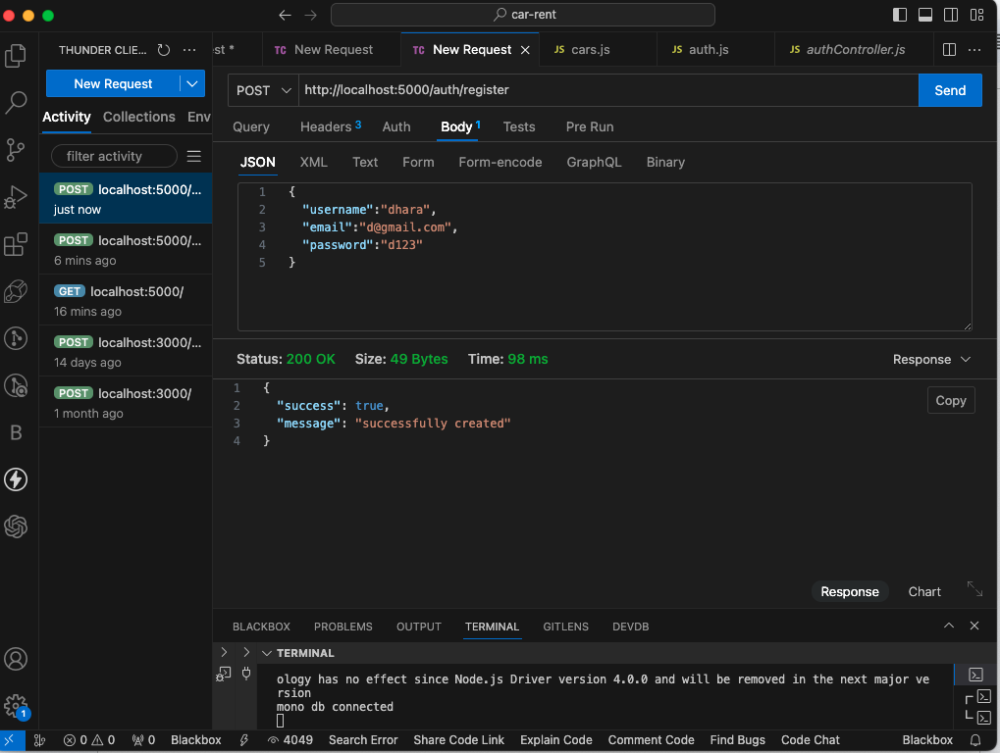 car-rent
THUNDER CLIE... ...
New Request
Activity Collections Env
filter activity
POST localhost:5000/...
just now
POST localhost:5000/...
6 mins ago
GET localhost:5000/
16 mins ago
POST localhost:3000/...
14 days ago
POST localhost:3000/
1 month ago
st * TC New Request TC New Request JS cars.js JS auth.js JS authController.js ...
POST http://localhost:5000/auth/register Send
Query Headers 3 Auth Body 1 Tests Pre Run
JSON XML Text Form Form-encode GraphQL Binary
1 {
2 "username":"dhara",
3 "email":"d@gmail.com",
4 "password":"d123"
5 }
Status: 200 OK Size: 49 Bytes Time: 98 ms Response
1 {
2 "success": true,
3 "message": "successfully created"
4 }
Copy
Response Chart
BLACKBOX PROBLEMS OUTPUT TERMINAL GITLENS DEVDB
TERMINAL
ology has no effect since Node.js Driver version 4.0.0 and will be removed in the next major ve
rsion
mono db connected
B
1
0 0 0 Blackbox 4049 Search Error Share Code Link Explain Code Comment Code Find Bugs Code Chat Blackbox